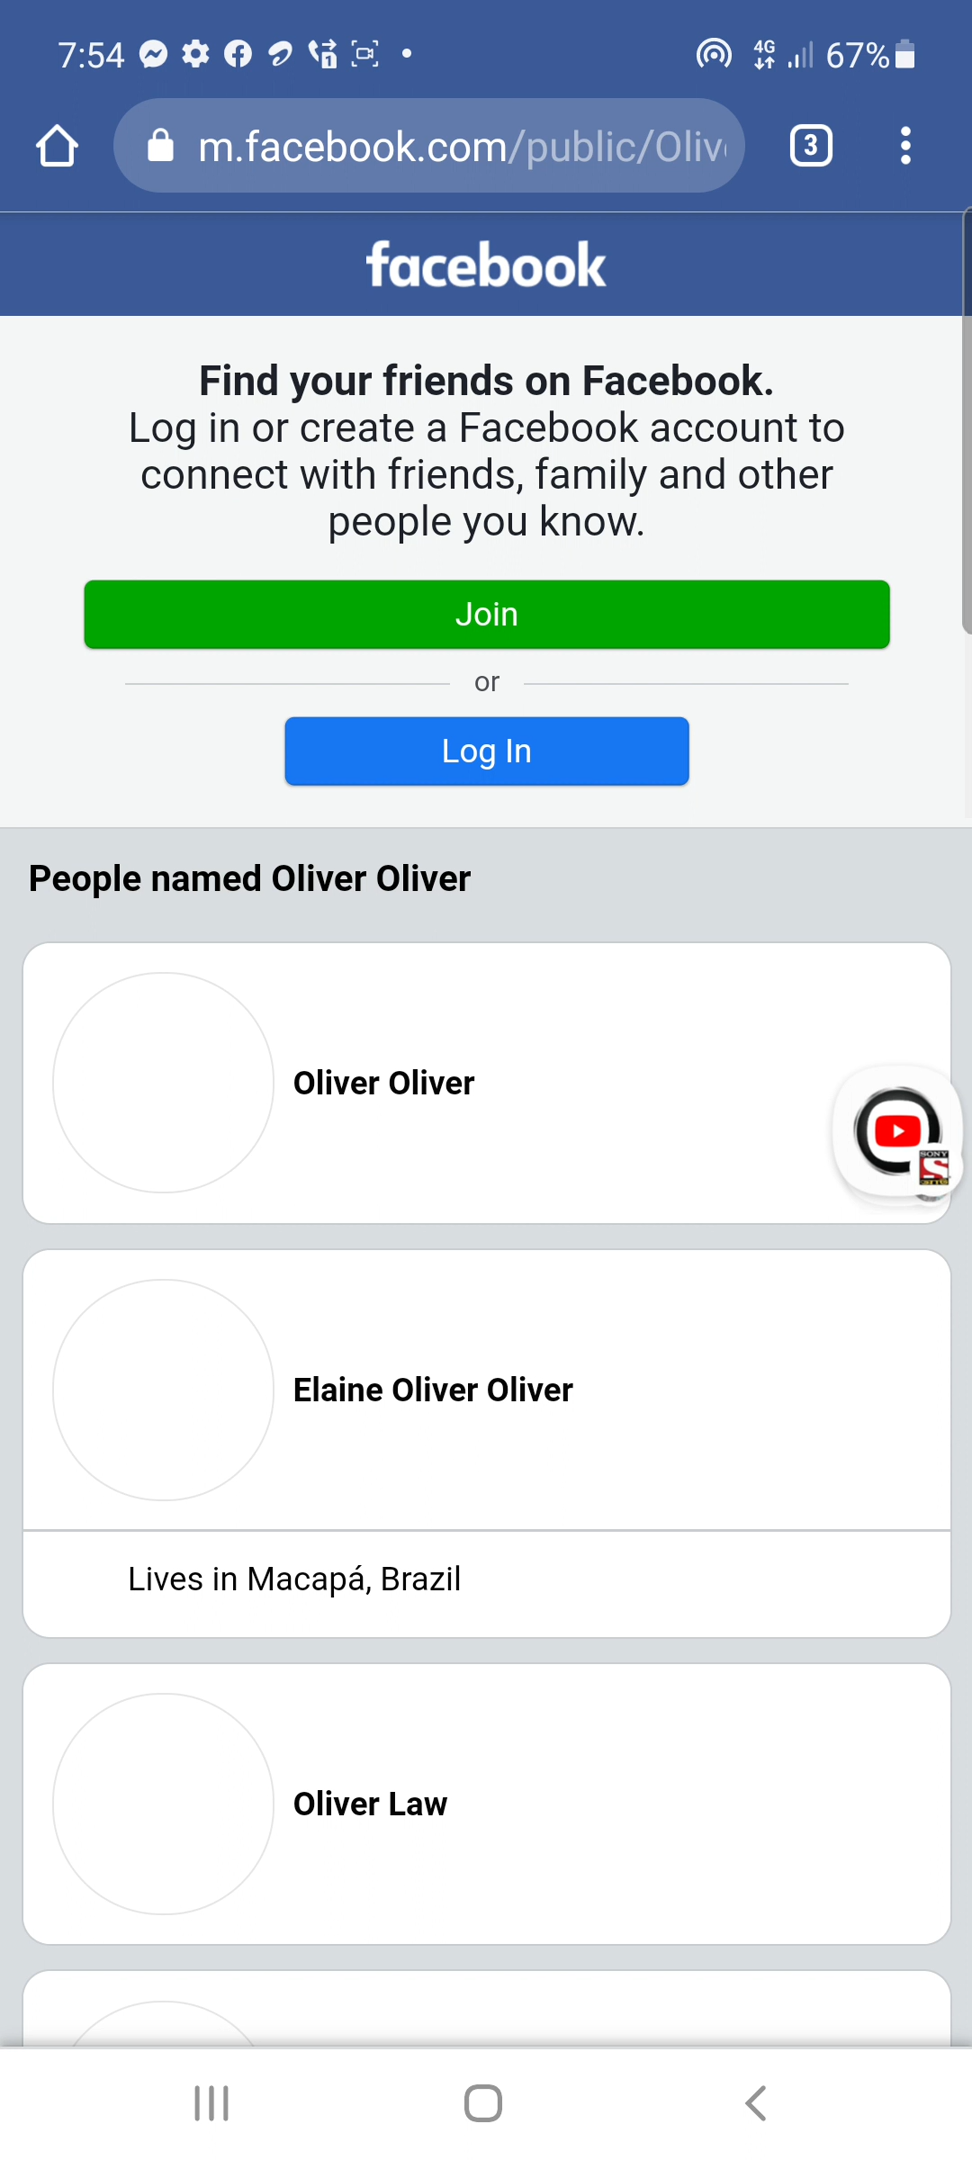 7:54
4G
67%
m.facebook.com/public/Oliv
3
facebook
Find your friends on Facebook.
Log in or create a Facebook account to
connect with friends, family and other
people you know.
Join
or
Log In
People named Oliver Oliver
Oliver Oliver
SONY
S
Elaine Oliver Oliver
Lives in Macapá, Brazil
Oliver Law